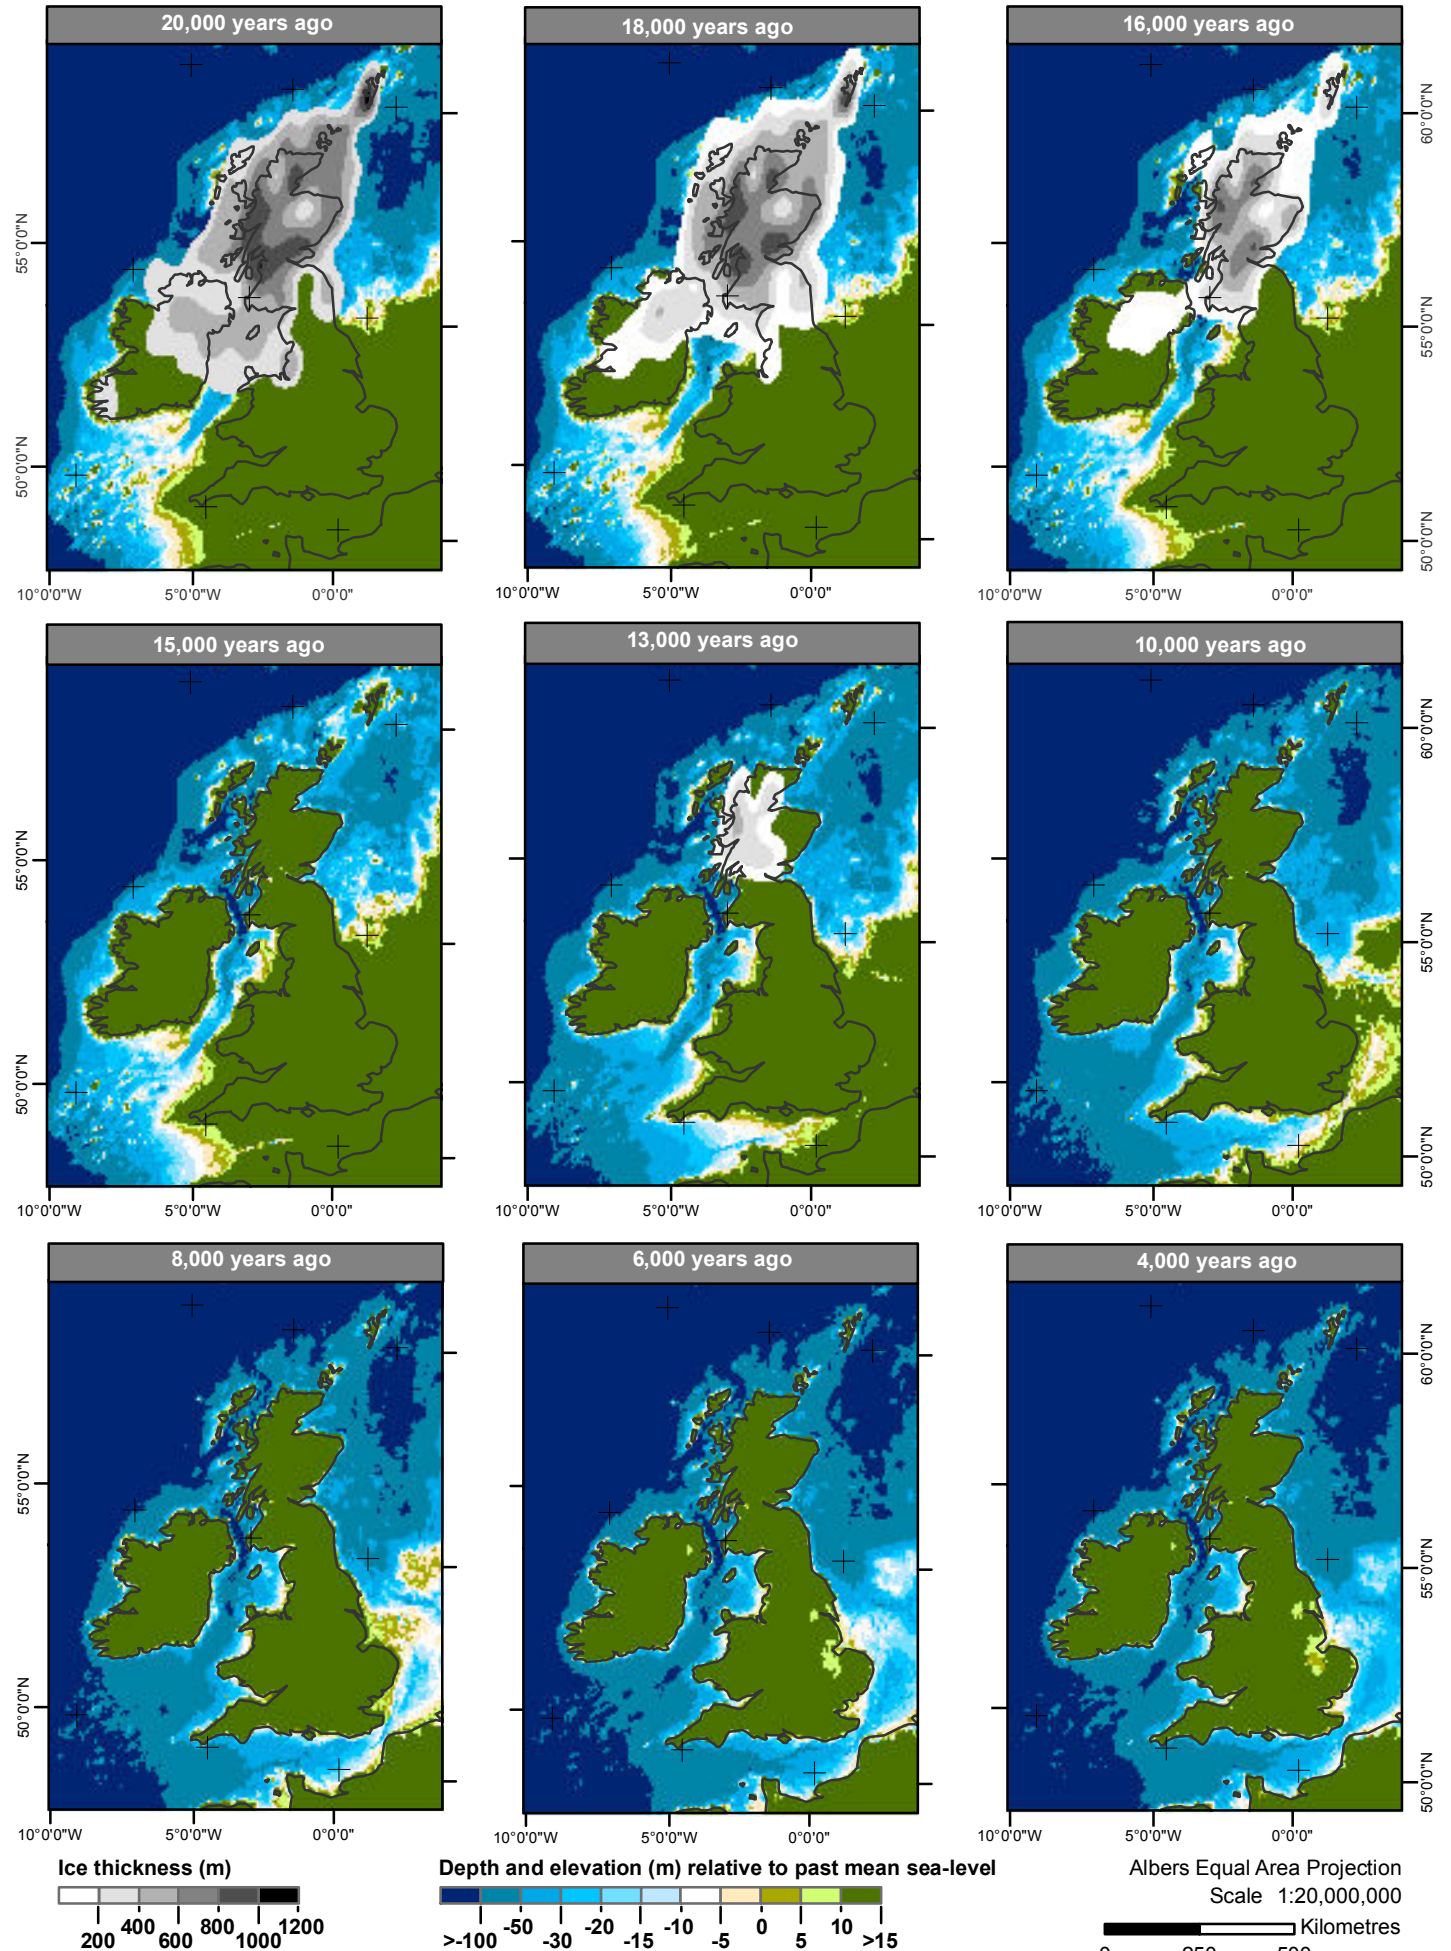 20,000 years ago
18,000 years ago
16,000 years ago
55°0'0"N
50°0'0"N
60°0'0"N
55°0'0"N
50°0'0"N
10°0'0"W 5°0'0"W 0°0'0"
10°0'0"W 5°0'0"W 0°0'0"
10°0'0"W 5°0'0"W 0°0'0"
15,000 years ago
13,000 years ago
10,000 years ago
55°0'0"N
50°0'0"N
60°0'0"N
55°0'0"N
50°0'0"N
10°0'0"W 5°0'0"W 0°0'0"
10°0'0"W 5°0'0"W 0°0'0"
10°0'0"W 5°0'0"W 0°0'0"
8,000 years ago
6,000 years ago
4,000 years ago
55°0'0"N
50°0'0"N
60°0'0"N
55°0'0"N
50°0'0"N
10°0'0"W 5°0'0"W 0°0'0"
10°0'0"W 5°0'0"W 0°0'0"
10°0'0"W 5°0'0"W 0°0'0"
Ice thickness (m)
400 800 1200
200 600 1000
Depth and elevation (m) relative to past mean sea-level
-50 -20 -10 0 10
>-100 -30 -15 -5 5 >15
Albers Equal Area Projection
Scale 1:20,000,000
Kilometres
0 250 500